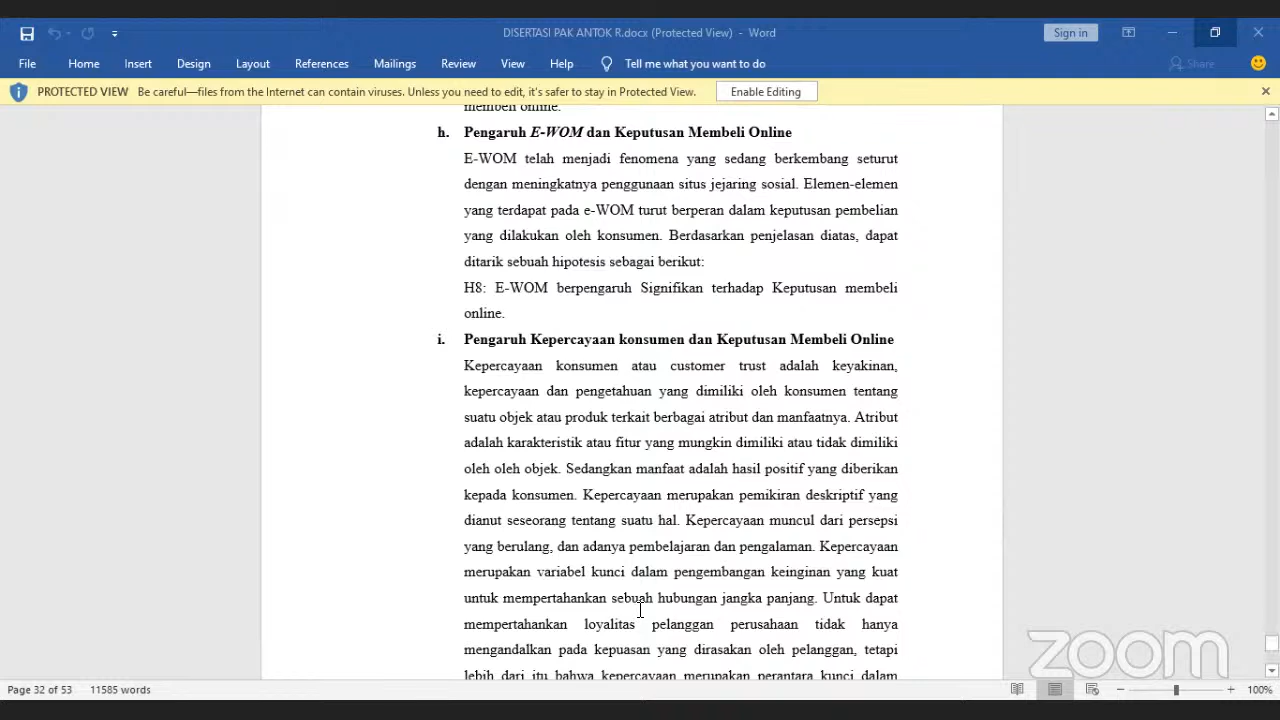 DISERTASI PAK ANTOK R.docx (Protected View) - Word
Sign in
File Home Insert Design Layout References Mailings Review View Help Tell me what you want to do Share
PROTECTED VIEW Be careful—files from the Internet can contain viruses. Unless you need to edit, it's safer to stay in Protected View. Enable Editing
membeli online.
h. Pengaruh E-WOM dan Keputusan Membeli Online
E-WOM telah menjadi fenomena yang sedang berkembang seturut
dengan meningkatnya penggunaan situs jejaring sosial. Elemen-elemen
yang terdapat pada e-WOM turut berperan dalam keputusan pembelian
yang dilakukan oleh konsumen. Berdasarkan penjelasan diatas, dapat
ditarik sebuah hipotesis sebagai berikut:
H8: E-WOM berpengaruh Signifikan terhadap Keputusan membeli
online.
i. Pengaruh Kepercayaan konsumen dan Keputusan Membeli Online
Kepercayaan konsumen atau customer trust adalah keyakinan,
kepercayaan dan pengetahuan yang dimiliki oleh konsumen tentang
suatu objek atau produk terkait berbagai atribut dan manfaatnya. Atribut
adalah karakteristik atau fitur yang mungkin dimiliki atau tidak dimiliki
oleh oleh objek. Sedangkan manfaat adalah hasil positif yang diberikan
kepada konsumen. Kepercayaan merupakan pemikiran deskriptif yang
dianut seseorang tentang suatu hal. Kepercayaan muncul dari persepsi
yang berulang, dan adanya pembelajaran dan pengalaman. Kepercayaan
merupakan variabel kunci dalam pengembangan keinginan yang kuat
untuk mempertahankan sebuah hubungan jangka panjang. Untuk dapat
mempertahankan loyalitas pelanggan perusahaan tidak hanya
mengandalkan pada kepuasan yang dirasakan oleh pelanggan, tetapi
lebih dari itu bahwa kepercayaan merupakan perantara kunci dalam
zoom
Page 32 of 53 11585 words 100%